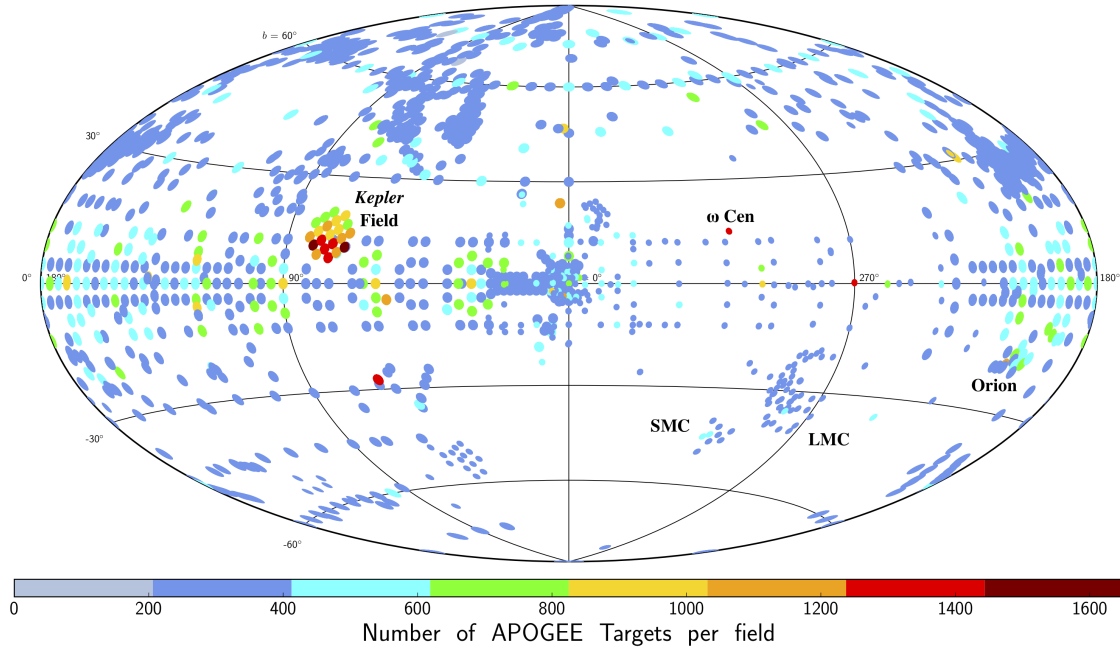 b = 60°
30°
Kepler
Field
ω Cen
0°
180°
90°
0°
270°
180°
Orion
SMC
LMC
-30°
-60°
0 200 400 600 800 1000 1200 1400 1600
Number of APOGEE Targets per field